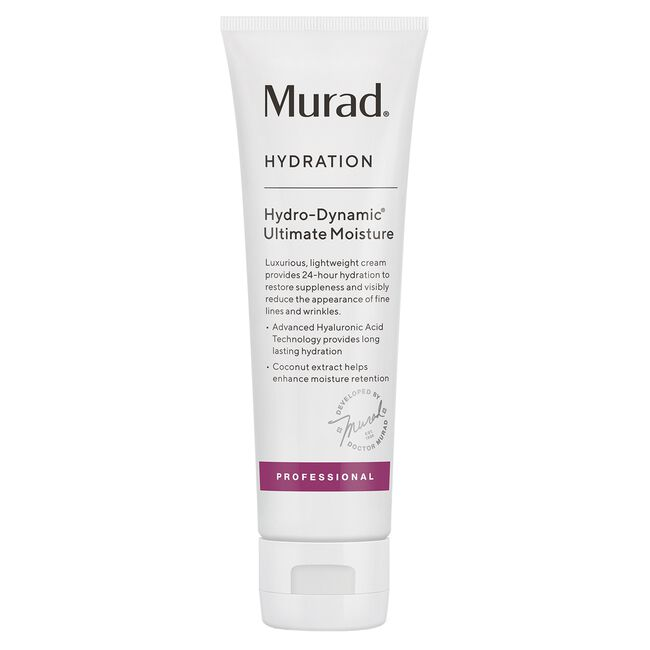 Murad®
HYDRATION
Hydro-Dynamic®
Ultimate Moisture
Luxurious, lightweight cream
provides 24-hour hydration to
restore suppleness and visibly
reduce the appearance of fine
lines and wrinkles.
• Advanced Hyaluronic Acid
Technology provides long
lasting hydration
• Coconut extract helps
enhance moisture retention
DEVELOPED BY
Murad
EST.
DOCTOR MURAD
PROFESSIONAL